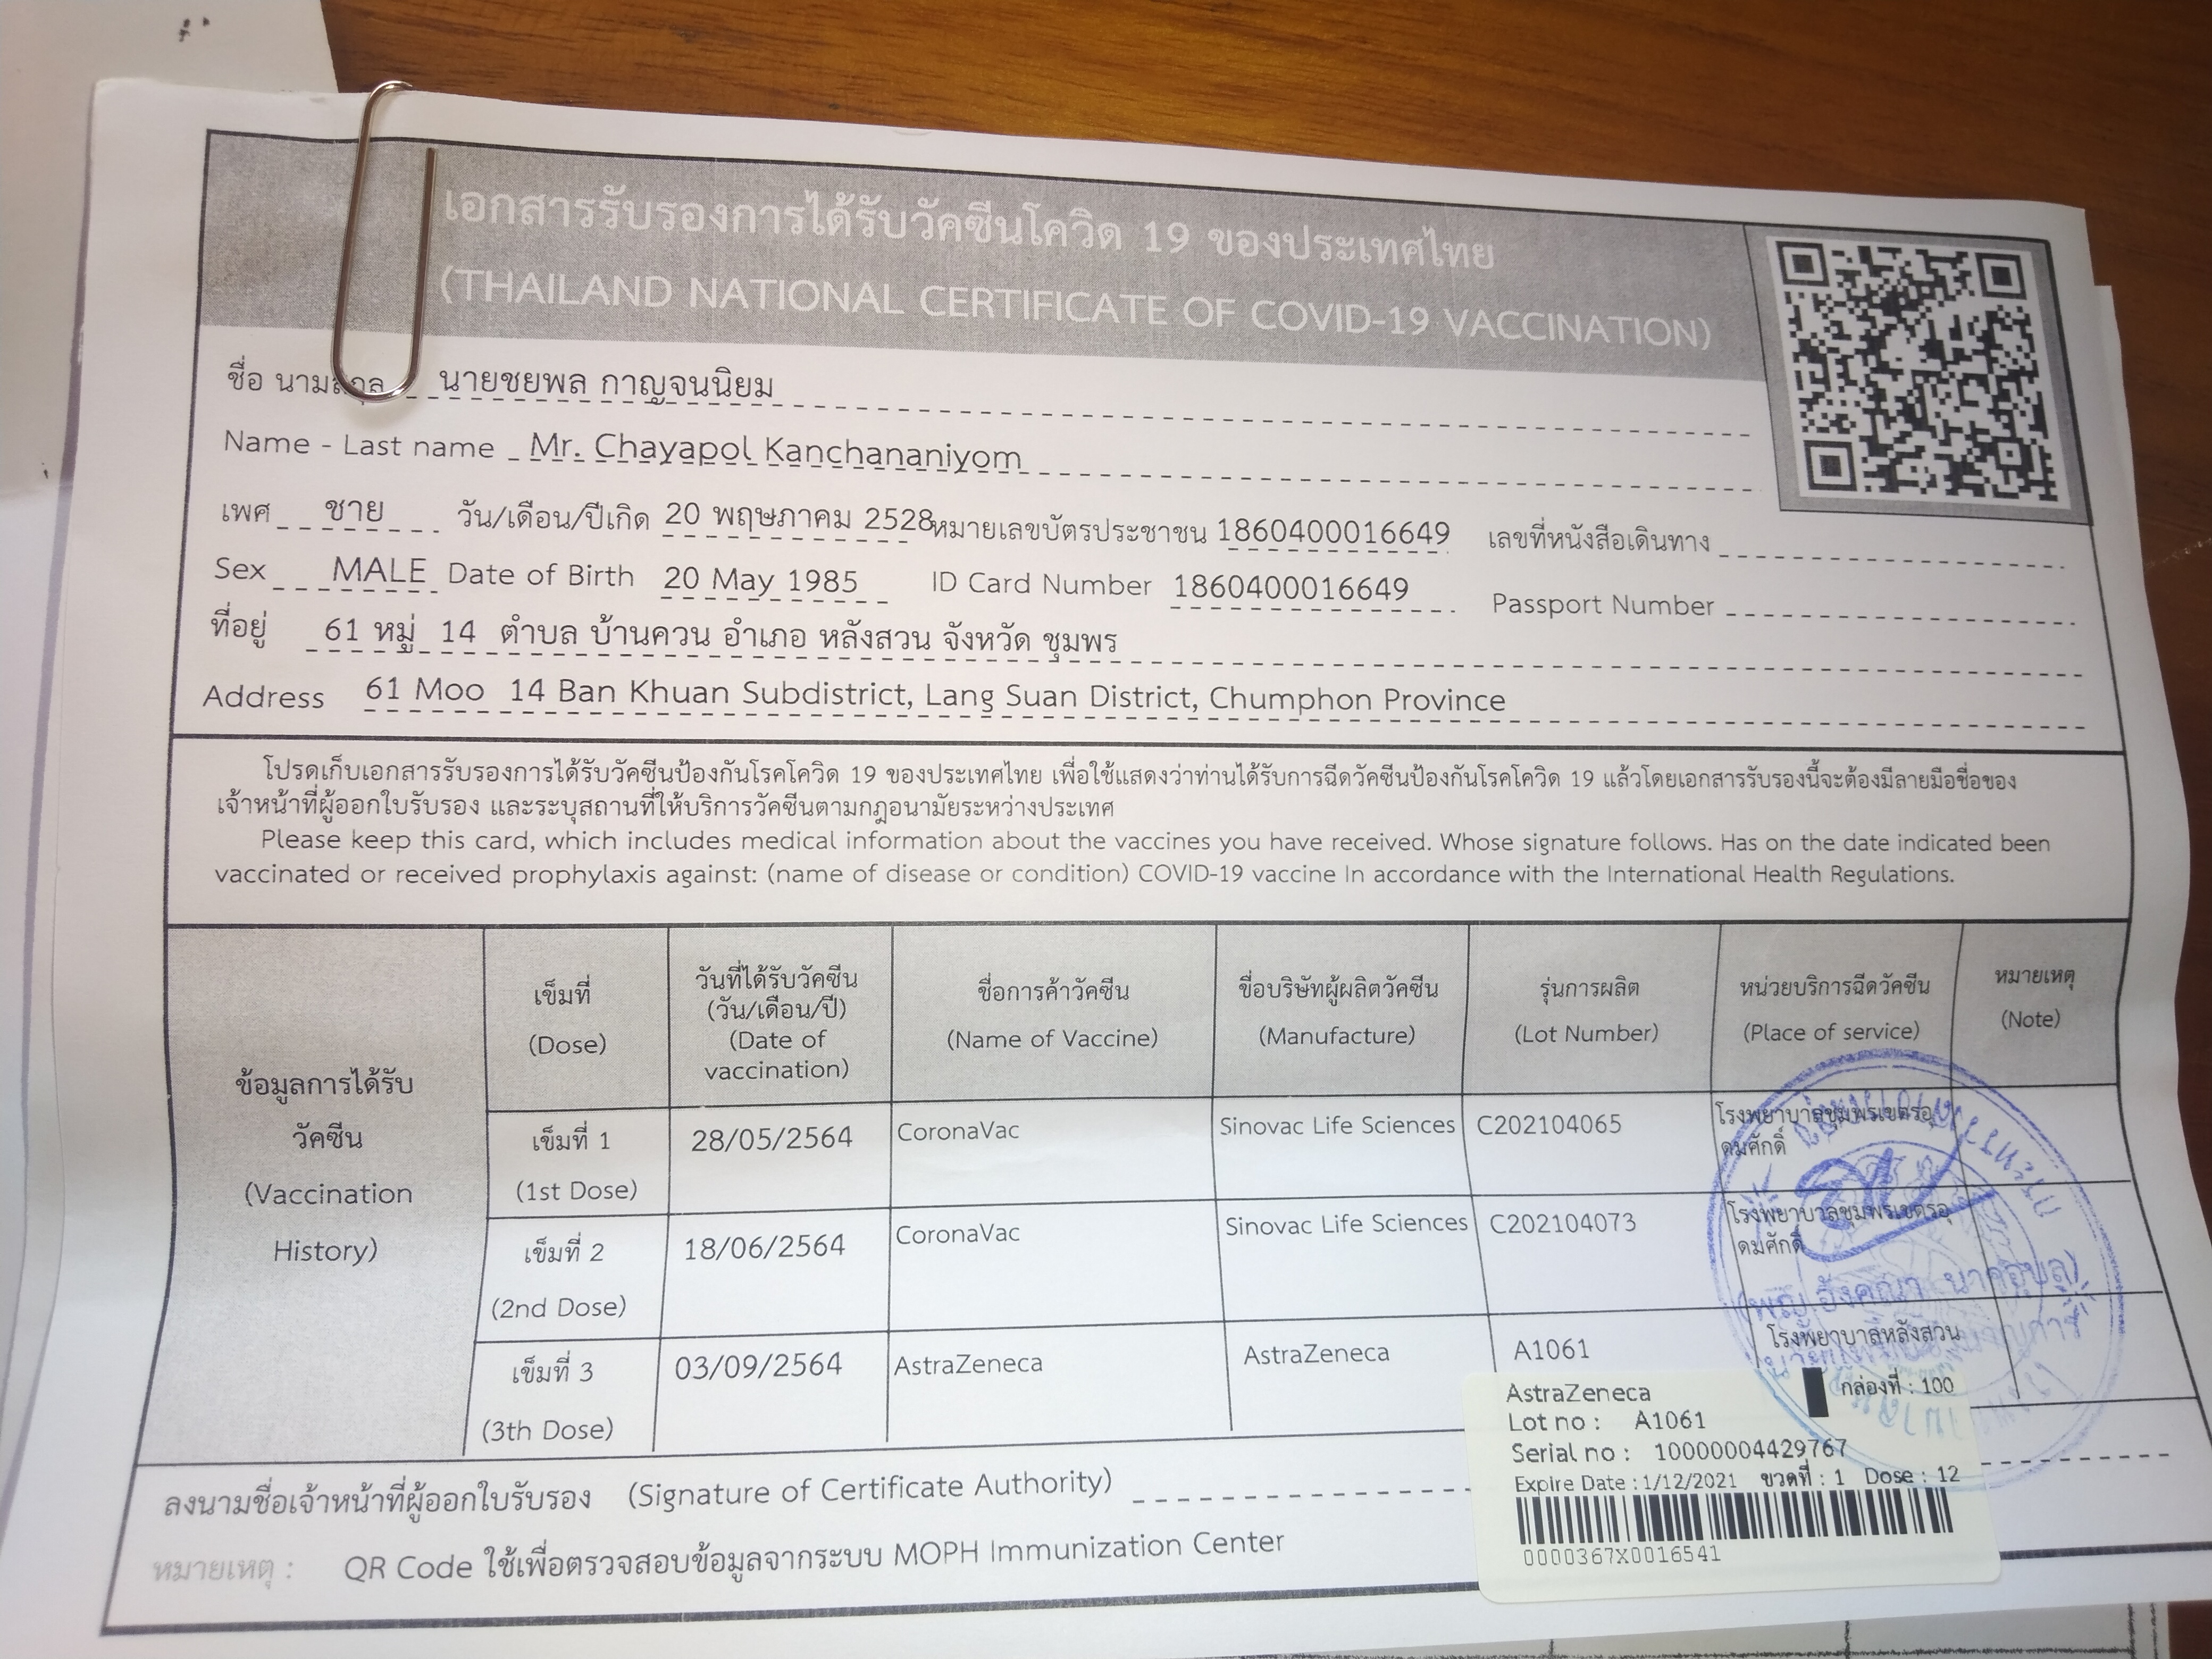 เอกสารรับรองการได้รับวัคซีนโควิด 19 ของประเทศไทย
(THAILAND NATIONAL CERTIFICATE OF COVID-19 VACCINATION)
ชื่อ นามสกุล นายชยพล กาญจนนิยม
Name - Last name Mr. Chayapol Kanchananiyom
เพศ ชาย วัน/เดือน/ปีเกิด 20 พฤษภาคม 2528 หมายเลขบัตรประชาชน 1860400016649 เลขที่หนังสือเดินทาง
Sex MALE Date of Birth 20 May 1985 ID Card Number 1860400016649 Passport Number
ที่อยู่ 61 หมู่ 14 ตำบล บ้านควน อำเภอ หลังสวน จังหวัด ชุมพร
Address 61 Moo 14 Ban Khuan Subdistrict, Lang Suan District, Chumphon Province
โปรดเก็บเอกสารรับรองการได้รับวัคซีนป้องกันโรคโควิด 19 ของประเทศไทย เพื่อใช้แสดงว่าท่านได้รับการฉีดวัคซีนป้องกันโรคโควิด 19 แล้วโดยเอกสารรับรองนี้จะต้องมีลายมือชื่อของ
เจ้าหน้าที่ผู้ออกใบรับรอง และระบุสถานที่ให้บริการวัคซีนตามกฎอนามัยระหว่างประเทศ
Please keep this card, which includes medical information about the vaccines you have received. Whose signature follows. Has on the date indicated been
vaccinated or received prophylaxis against: (name of disease or condition) COVID-19 vaccine In accordance with the International Health Regulations.
ข้อมูลการได้รับ
วัคซีน
(Vaccination
History)
เข็มที่
(Dose)
วันที่ได้รับวัคซีน
(วัน/เดือน/ปี)
(Date of
vaccination)
ชื่อการค้าวัคซีน
(Name of Vaccine)
ชื่อบริษัทผู้ผลิตวัคซีน
(Manufacture)
รุ่นการผลิต
(Lot Number)
หน่วยบริการฉีดวัคซีน
(Place of service)
หมายเหตุ
(Note)
เข็มที่ 1
(1st Dose)
28/05/2564
CoronaVac
Sinovac Life Sciences
C202104065
โรงพยาบาลชุมพรเขตรอุ
ดมศักดิ์
เข็มที่ 2
(2nd Dose)
18/06/2564
CoronaVac
Sinovac Life Sciences
C202104073
โรงพยาบาลชุมพรเขตรอุ
ดมศักดิ์
เข็มที่ 3
(3th Dose)
03/09/2564
AstraZeneca
AstraZeneca
A1061
โรงพยาบาลหลังสวน
ลงนามชื่อเจ้าหน้าที่ผู้ออกใบรับรอง (Signature of Certificate Authority)
หมายเหตุ : QR Code ใช้เพื่อตรวจสอบข้อมูลจากระบบ MOPH Immunization Center
AstraZeneca กล่องที่ : 100
Lot no : A1061
Serial no : 10000004429767
Expire Date : 1/12/2021 ขวดที่ : 1 Dose : 12
0000367X0016541